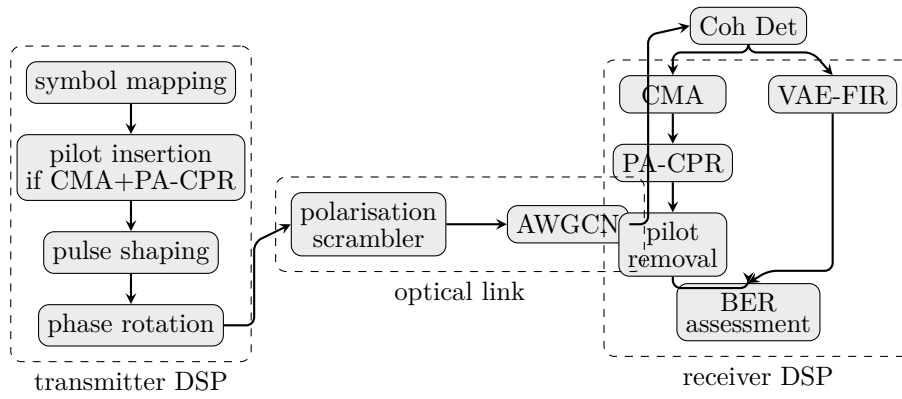 symbol mapping
pilot insertion
if CMA+PA-CPR
pulse shaping
phase rotation
transmitter DSP
polarisation
scrambler
AWGCN
optical link
Coh Det
CMA
VAE-FIR
PA-CPR
pilot
removal
BER
assessment
receiver DSP